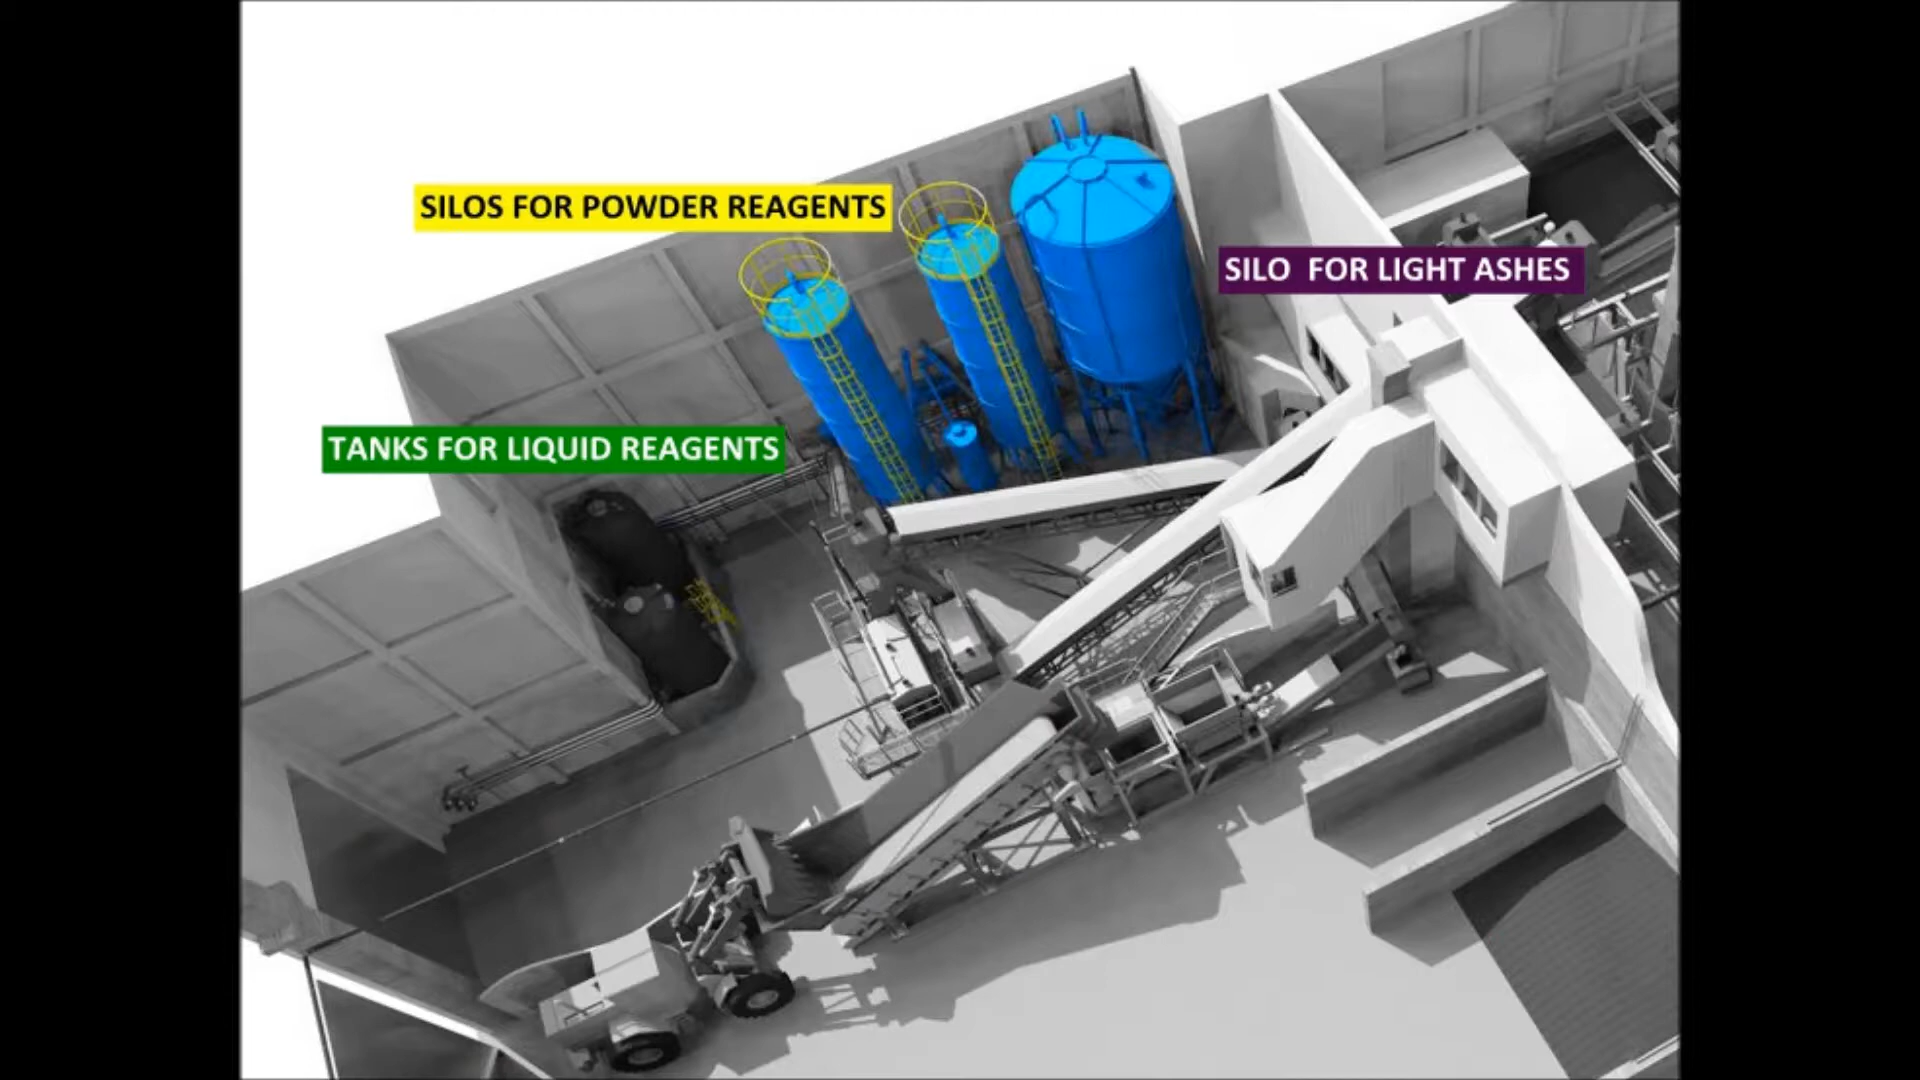 SILOS FOR POWDER REAGENTS
SILO FOR LIGHT ASHES
TANKS FOR LIQUID REAGENTS